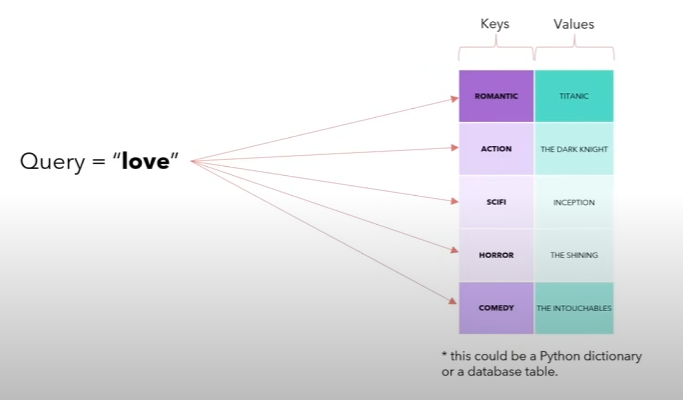 Keys Values
ROMANTIC TITANIC
ACTION THE DARK KNIGHT
Query = “love”
SCIFI INCEPTION
HORROR THE SHINING
COMEDY THE INTOUCHABLES
* this could be a Python dictionary
or a database table.